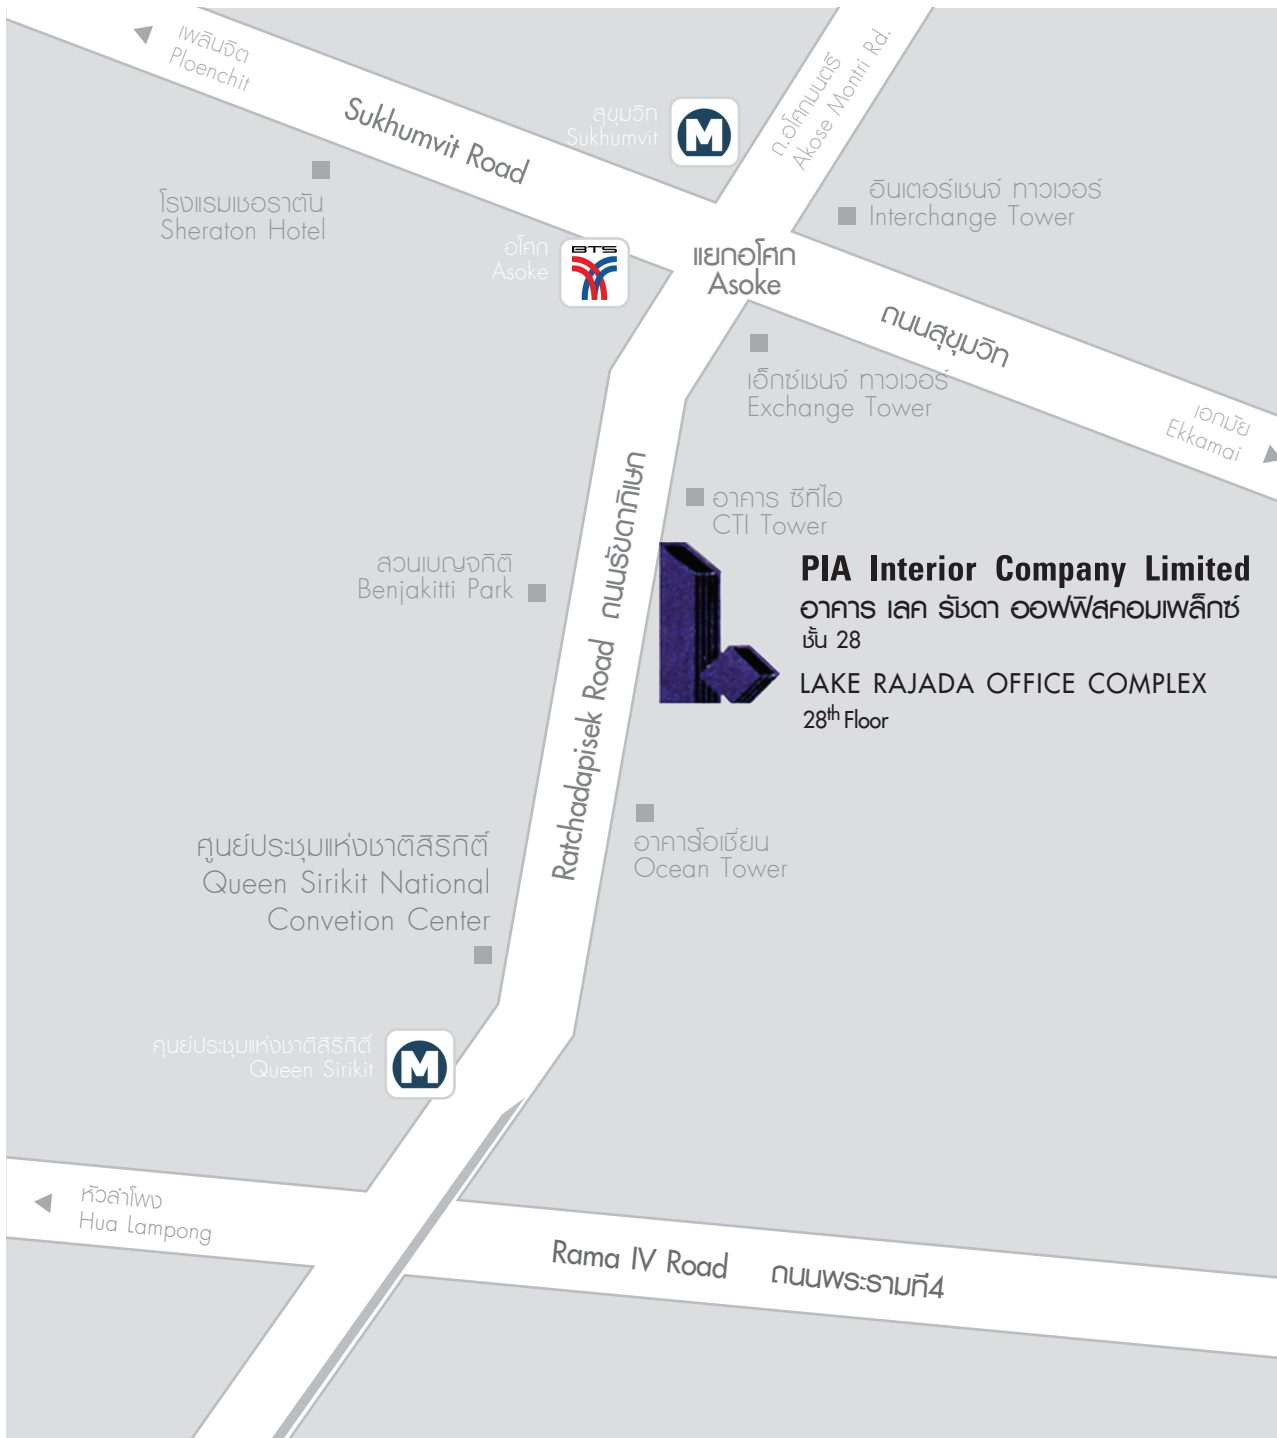 เพลินจิต
Ploenchit
Sukhumvit Road
สุขุมวิท
Sukhumvit
M
ถ.อโศกมนตรี
Akose Montri Rd.
โรงแรมเชอราตัน
Sheraton Hotel
อินเตอร์เชนจ์ ทาวเวอร์
Interchange Tower
อโศก
Asoke
BTS
แยกอโศก
Asoke
ถนนสุขุมวิท
เอ็กซ์เชนจ์ ทาวเวอร์
Exchange Tower
เอกมัย
Ekkamai
อาคาร ซีทีไอ
CTI Tower
ถนนรัชดาภิเษก
Ratchadapisek Road
สวนเบญจกิติ
Benjakitti Park
PIA Interior Company Limited
อาคาร เลค รัชดา ออฟฟิสคอมเพล็กซ์
ชั้น 28
LAKE RAJADA OFFICE COMPLEX
28th Floor
อาคารโอเชี่ยน
Ocean Tower
ศูนย์ประชุมแห่งชาติสิริกิติ์
Queen Sirikit National
Convetion Center
ศุนย์ประชุมแห่งชาติสิริกิติ์
Queen Sirikit
M
หัวลำโพง
Hua Lampong
Rama IV Road ถนนพระรามที่4